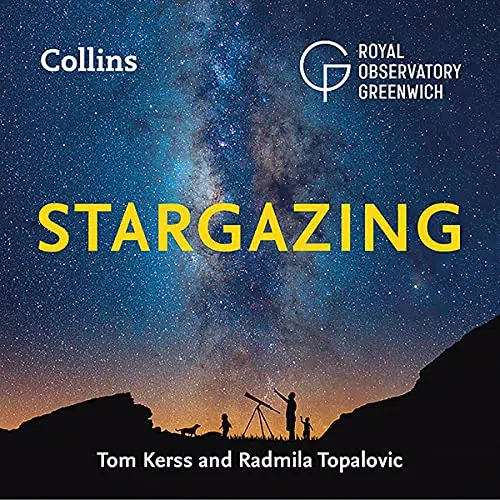 Collins
ROYAL
OBSERVATORY
GREENWICH
STARGAZING
Tom Kerss and Radmila Topalovic